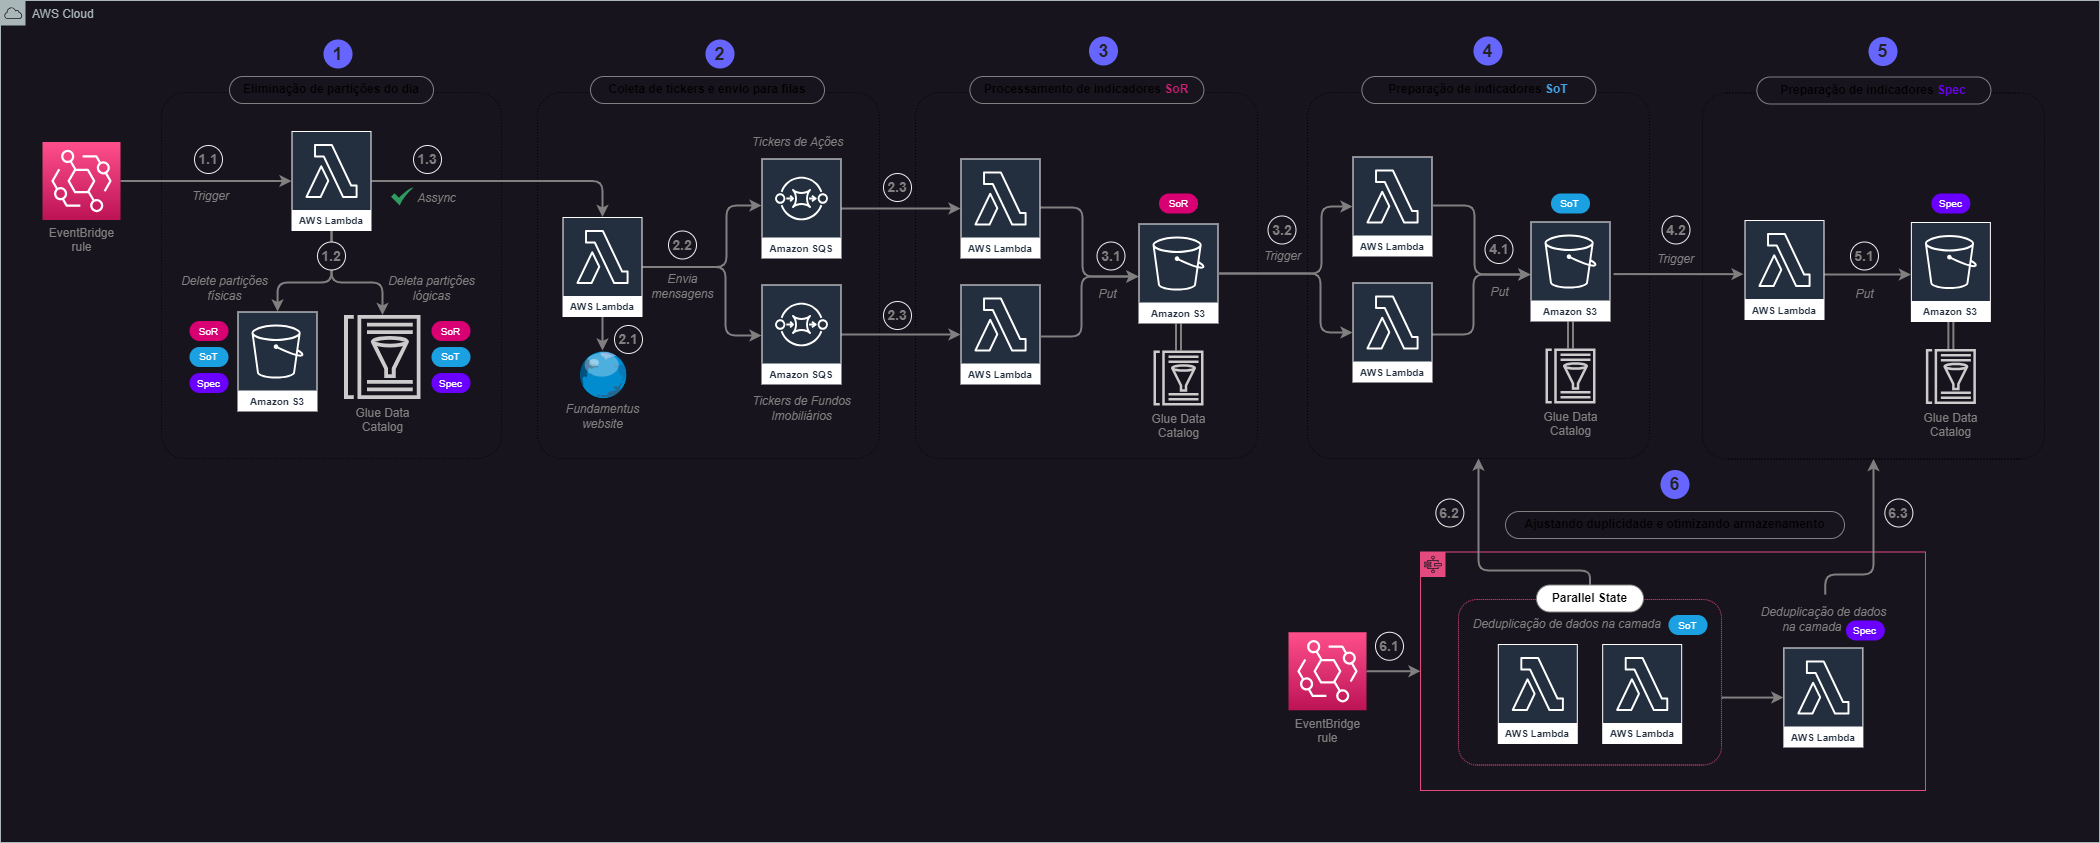 AWS Cloud
1
Eliminação de partições do dia
EventBridge
rule
1.1
Trigger
AWS Lambda
1.3
Assync
1.2
Delete partições
físicas
Deleta partições
lógicas
SoR
SoT
Spec
Amazon S3
SoR
SoT
Spec
Glue Data
Catalog
2
Coleta de tickers e envio para filas
AWS Lambda
2.1
Fundamentus
website
2.2
Envia
mensagens
Tickers de Ações
Amazon SQS
Amazon SQS
Tickers de Fundos
Imobiliários
2.3
2.3
3
Processamento de indicadores SoR
AWS Lambda
AWS Lambda
3.1
Put
SoR
Amazon S3
Glue Data
Catalog
3.2
Trigger
4
Preparação de indicadores SoT
AWS Lambda
AWS Lambda
4.1
Put
SoT
Amazon S3
Glue Data
Catalog
4.2
Trigger
5
Preparação de indicadores Spec
AWS Lambda
5.1
Put
Spec
Amazon S3
Glue Data
Catalog
6
Ajustando duplicidade e otimizando armazenamento
6.2
6.3
EventBridge
rule
6.1
Parallel State
Deduplicação de dados na camada SoT
AWS Lambda
AWS Lambda
Deduplicação de dados
na camada Spec
AWS Lambda